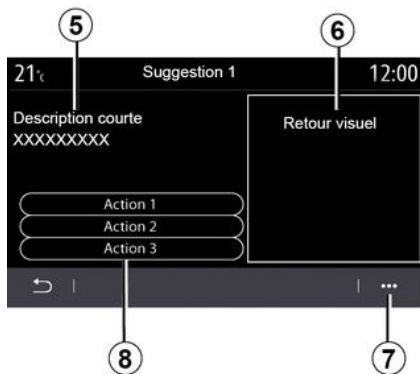 5
6
21°c
Suggestion 1
12:00
Description courte
XXXXXXXXX
Retour visuel
Action 1
Action 2
Action 3
8
7